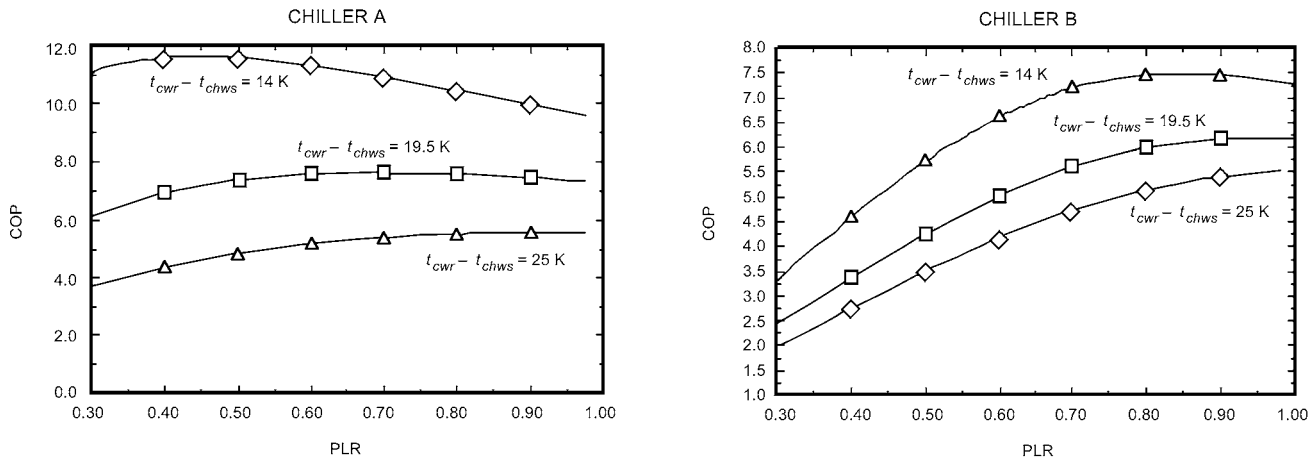 CHILLER A
12.0
10.0
8.0
6.0
4.0
2.0
0.0
COP
t_cwr – t_chws = 14 K
t_cwr – t_chws = 19.5 K
t_cwr – t_chws = 25 K
0.30 0.40 0.50 0.60 0.70 0.80 0.90 1.00
PLR
CHILLER B
8.0
7.5
7.0
6.5
6.0
5.5
5.0
4.5
4.0
3.5
3.0
2.5
2.0
1.0
COP
t_cwr – t_chws = 14 K
t_cwr – t_chws = 19.5 K
t_cwr – t_chws = 25 K
0.30 0.40 0.50 0.60 0.70 0.80 0.90 1.00
PLR